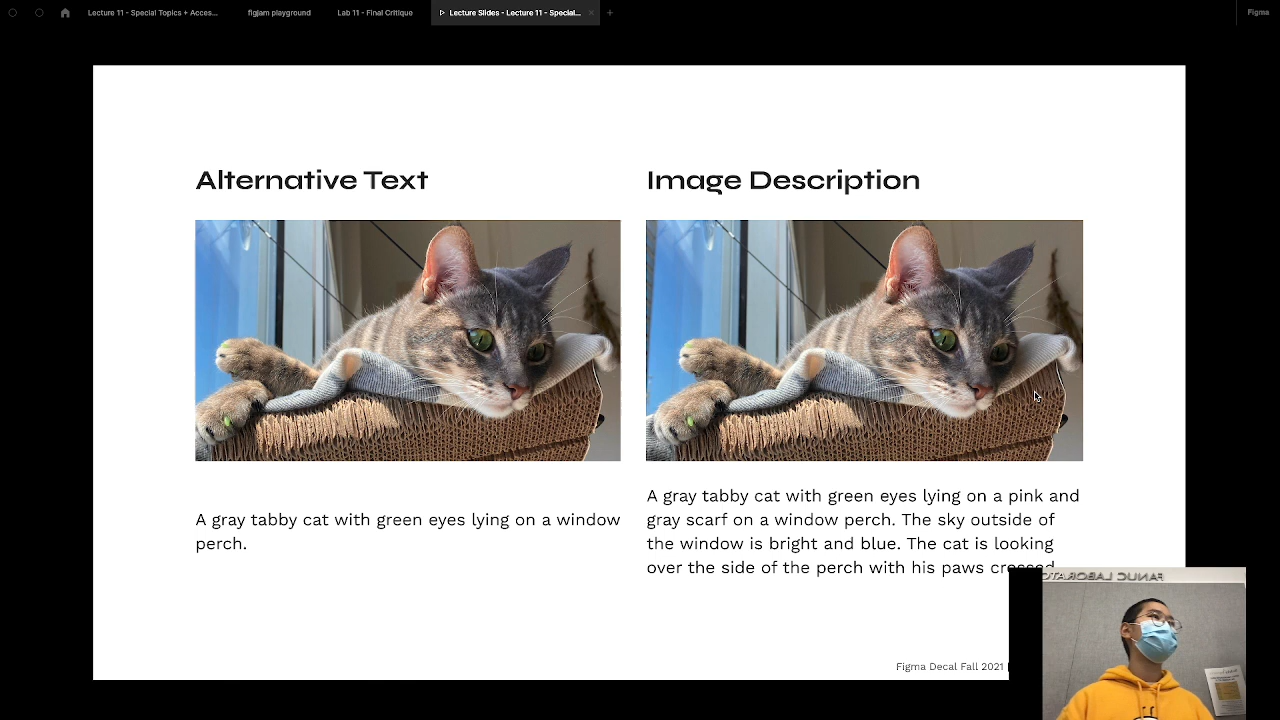 Lecture 11 - Special Topics + Acces...
figjam playground
Lab 11 - Final Critique
Lecture Slides - Lecture 11 - Special...
Figma
Alternative Text
Image Description
A gray tabby cat with green eyes lying on a window
perch.
A gray tabby cat with green eyes lying on a pink and
gray scarf on a window perch. The sky outside of
the window is bright and blue. The cat is looking
over the side of the perch with his paws crossed
Figma Decal Fall 2021
FANUC LABORATO